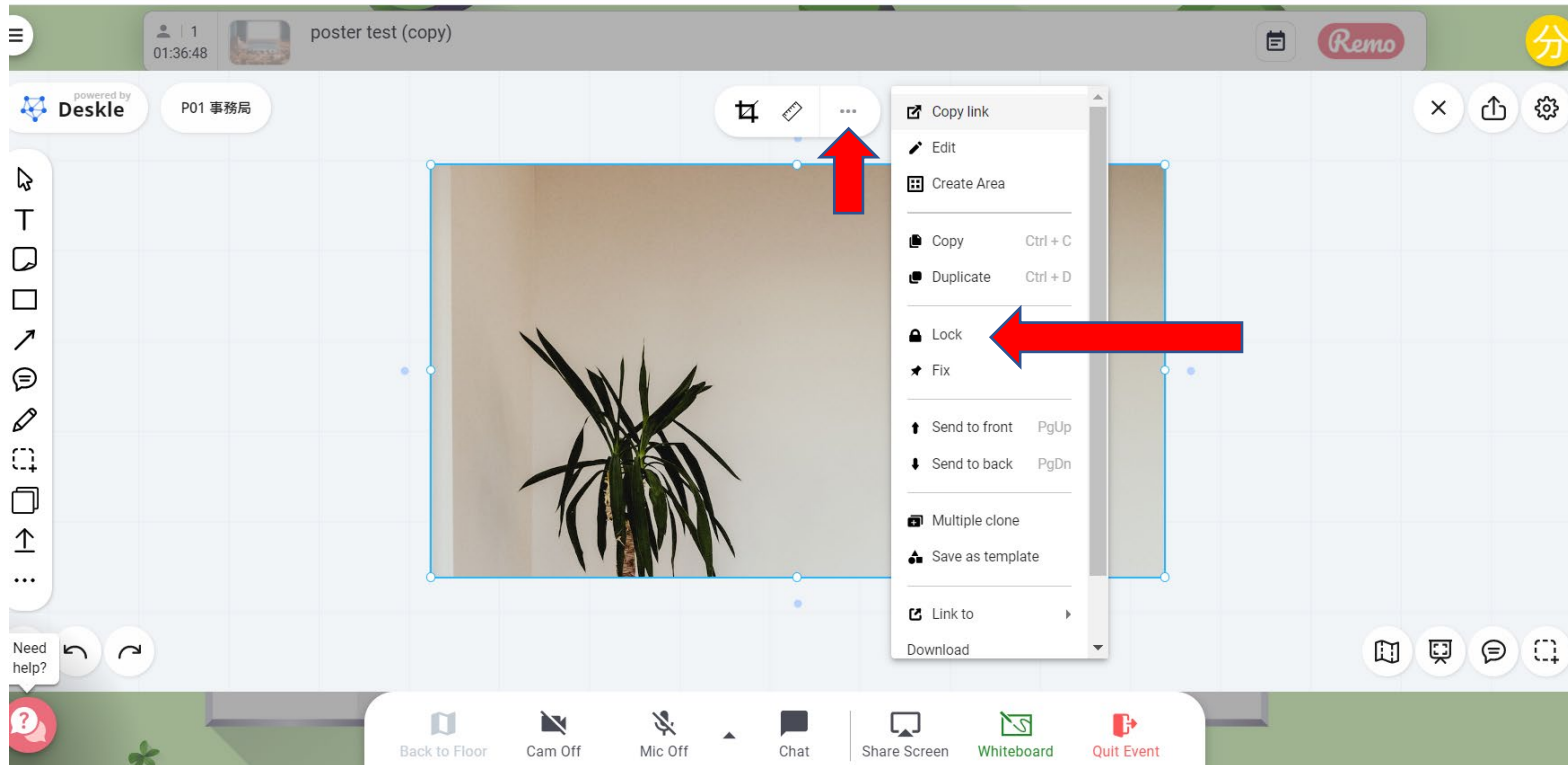 1
01:36:48
poster test (copy)
Remo
分
powered by
Deskle
P01 事務局
Copy link
Edit
Create Area
Copy Ctrl + C
Duplicate Ctrl + D
Lock
Fix
Send to front PgUp
Send to back PgDn
Multiple clone
Save as template
Link to
Download
T
Need
help?
?
Back to Floor
Cam Off
Mic Off
Chat
Share Screen
Whiteboard
Quit Event